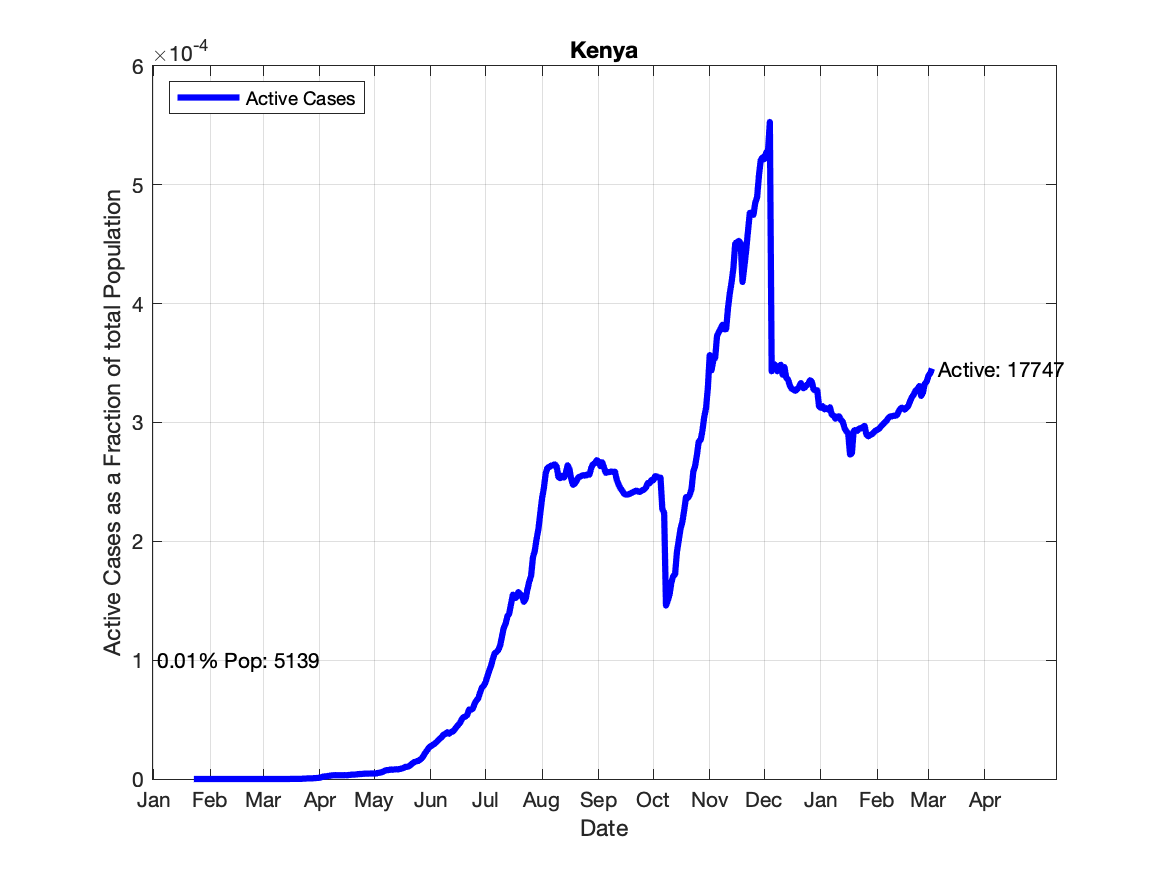 Kenya
×10-4
Active Cases
6
5
4
3
2
1
0
Active Cases as a Fraction of total Population
0.01% Pop: 5139
Active: 17747
Jan Feb Mar Apr May Jun Jul Aug Sep Oct Nov Dec Jan Feb Mar Apr
Date